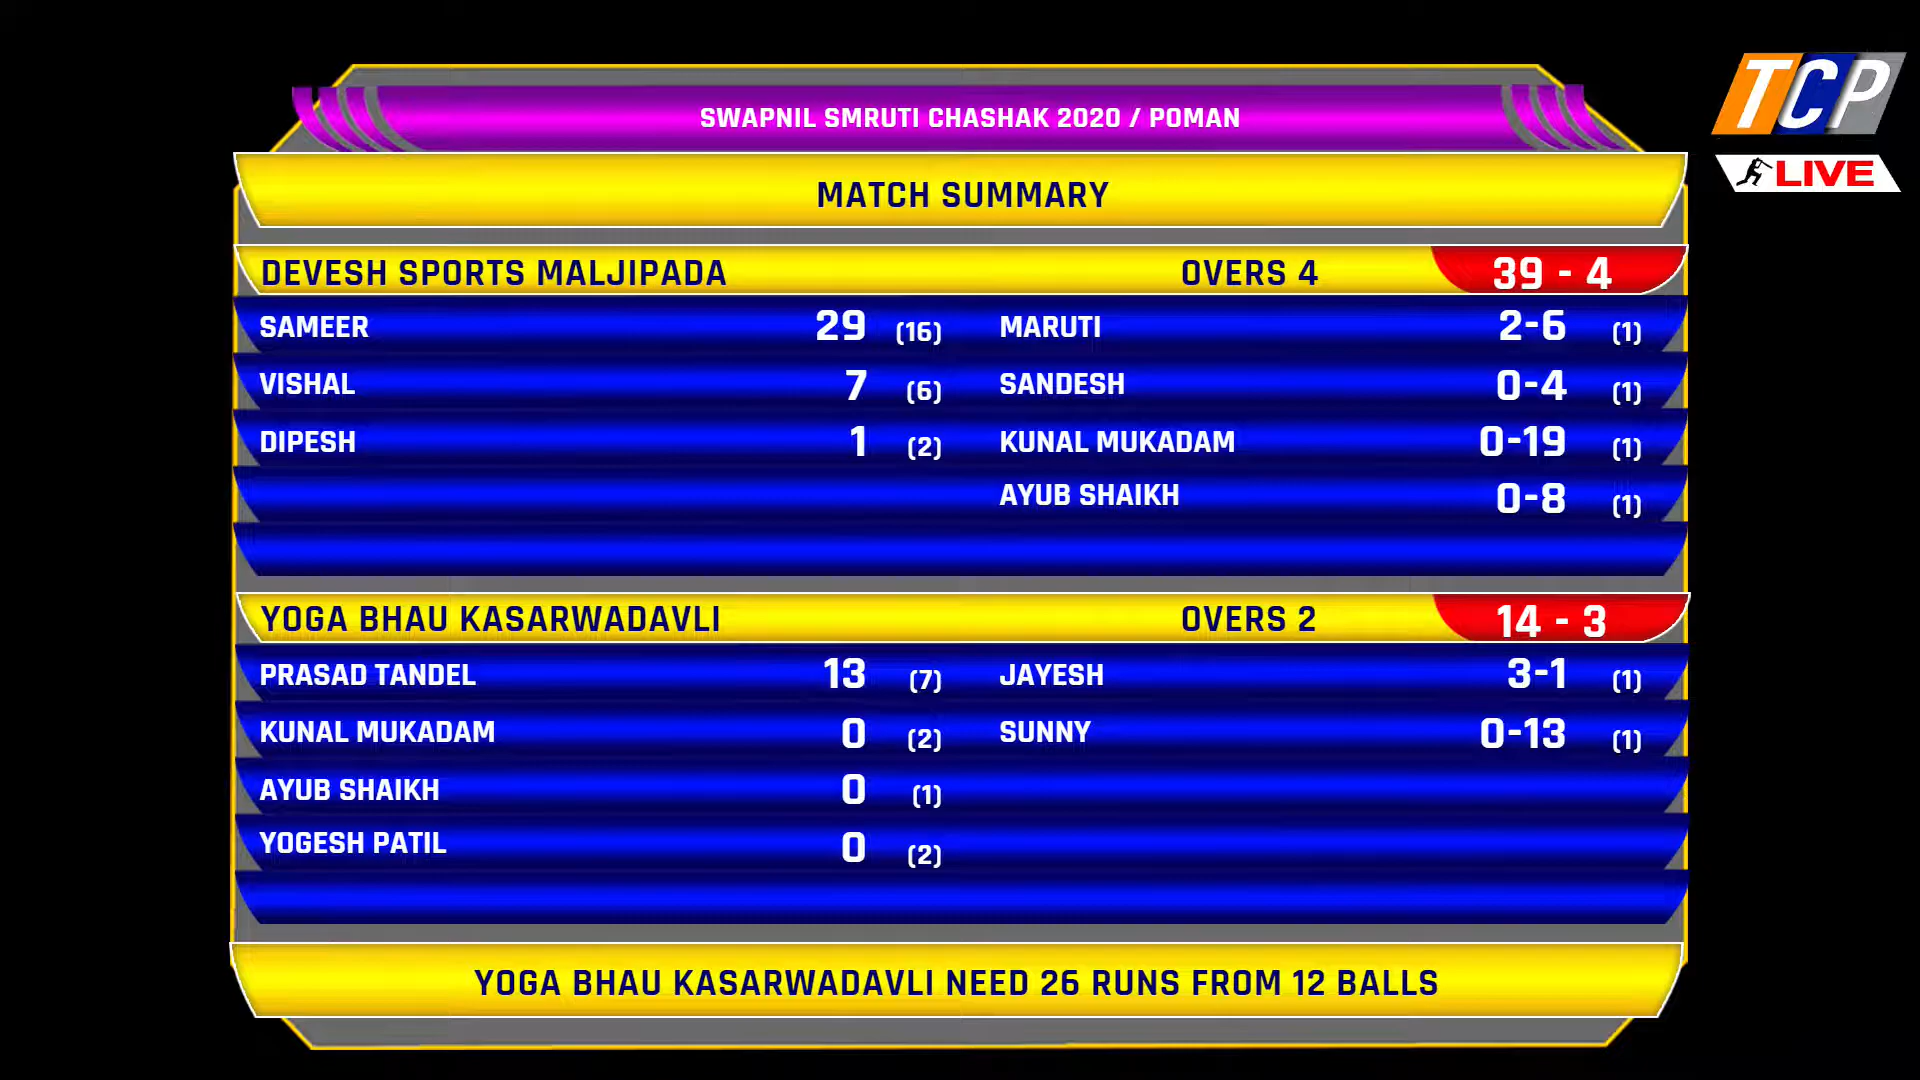 SWAPNIL SMRUTI CHASHAK 2020 / POMAN
TCP
LIVE
MATCH SUMMARY
DEVESH SPORTS MALJIPADA OVERS 4 39 - 4
SAMEER 29 (16) MARUTI 2-6 (1)
VISHAL 7 (6) SANDESH 0-4 (1)
DIPESH 1 (2) KUNAL MUKADAM 0-19 (1)
AYUB SHAIKH 0-8 (1)
YOGA BHAU KASARWADAVLI OVERS 2 14 - 3
PRASAD TANDEL 13 (7) JAYESH 3-1 (1)
KUNAL MUKADAM 0 (2) SUNNY 0-13 (1)
AYUB SHAIKH 0 (1)
YOGESH PATIL 0 (2)
YOGA BHAU KASARWADAVLI NEED 26 RUNS FROM 12 BALLS